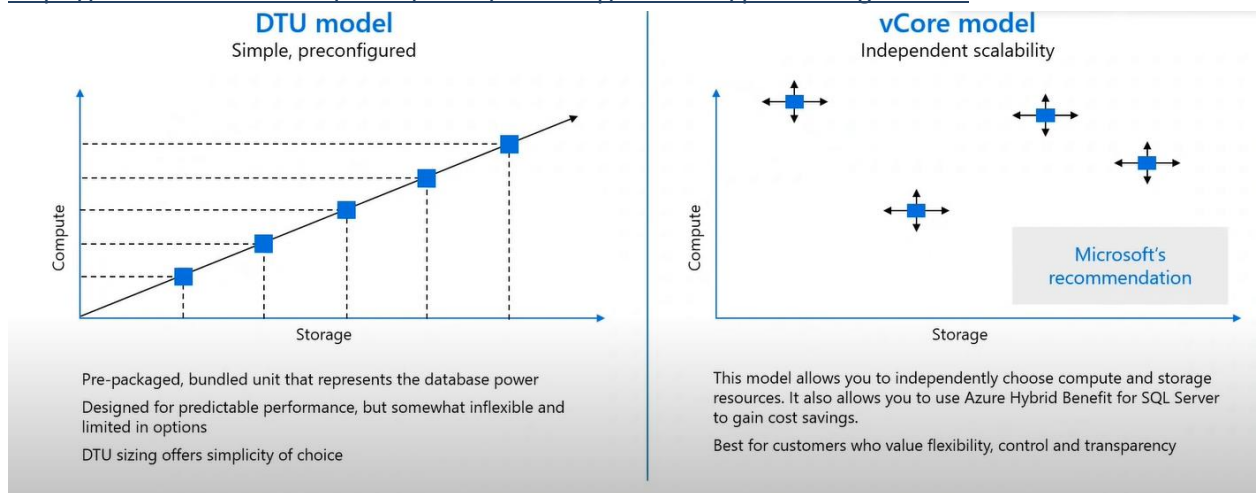 DTU model
Simple, preconfigured
Compute
Storage
Pre-packaged, bundled unit that represents the database power
Designed for predictable performance, but somewhat inflexible and
limited in options
DTU sizing offers simplicity of choice
vCore model
Independent scalability
Compute
Microsoft's
recommendation
Storage
This model allows you to independently choose compute and storage
resources. It also allows you to use Azure Hybrid Benefit for SQL Server
to gain cost savings.
Best for customers who value flexibility, control and transparency